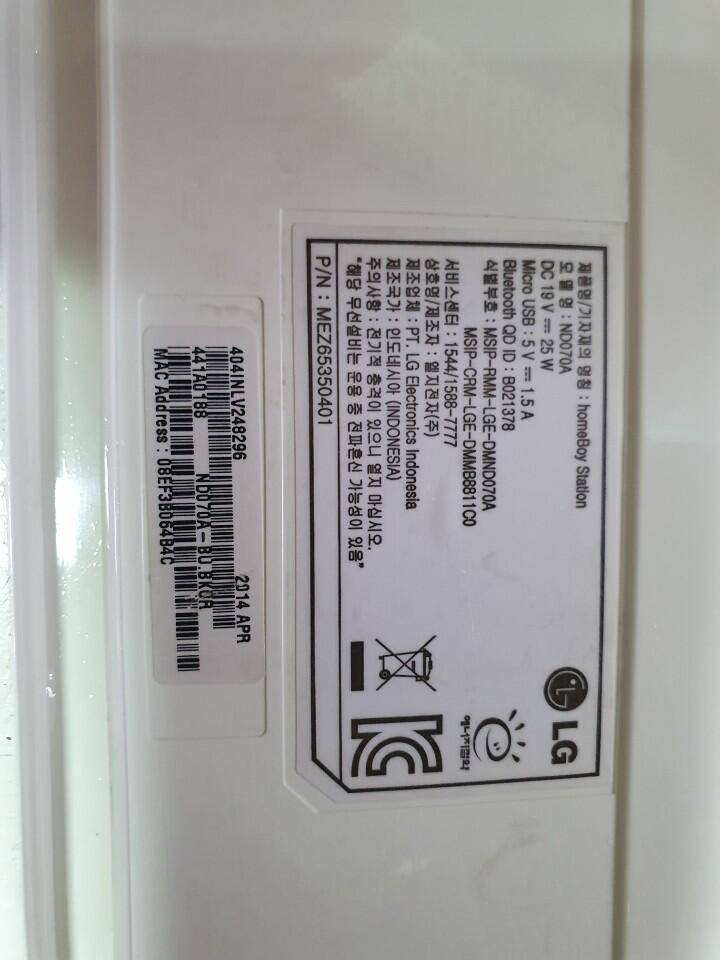 제품명/기자재의 명칭 : homeBoy Station
모 델 명 : ND070A
DC 19 V ⎓ 25 W
Micro USB : 5 V ⎓ 1.5 A
Bluetooth QD ID : B021378
식별부호 : MSIP-RMM-LGE-DMND070A
MSIP-CRM-LGE-DMMB8811C0
서비스센터 : 1544/1588-7777
상호명/제조자 : 엘지전자(주)
제조업체 : PT. LG Electronics Indonesia
제조국가 : 인도네시아 (INDONESIA)
주의사항 : 전기적 충격이 있으니 열지 마십시오.
"해당 무선설비는 운용 중 전파혼신 가능성이 있음"
P/N : MEZ65350401
LG
에너지절약
404INLV248296
2014 APR
441A0188
ND070A-BU.BKOR
MAC Address : 08EF3B064B4C